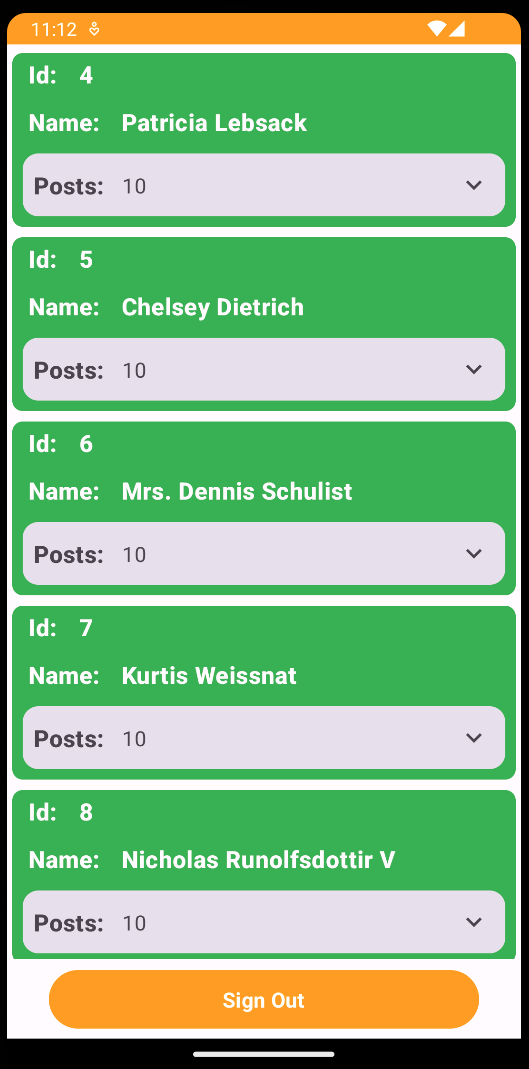 11:12
Id: 4
Name: Patricia Lebsack
Posts: 10
Id: 5
Name: Chelsey Dietrich
Posts: 10
Id: 6
Name: Mrs. Dennis Schulist
Posts: 10
Id: 7
Name: Kurtis Weissnat
Posts: 10
Id: 8
Name: Nicholas Runolfsdottir V
Posts: 10
Sign Out